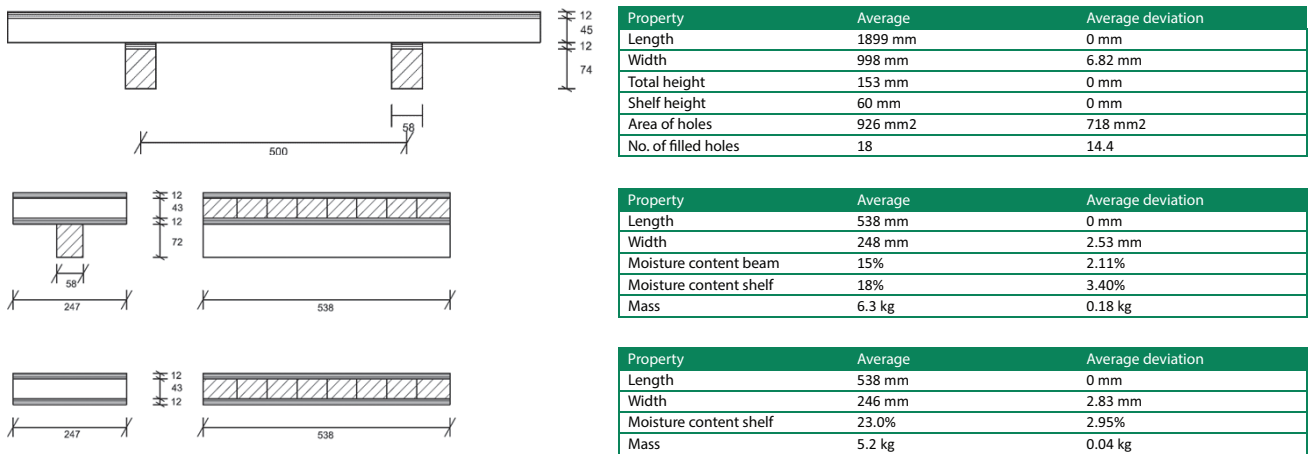 12
45
12
74
58
500
Property Average Average deviation
Length 1899 mm 0 mm
Width 998 mm 6.82 mm
Total height 153 mm 0 mm
Shelf height 60 mm 0 mm
Area of holes 926 mm2 718 mm2
No. of filled holes 18 14.4
12
43
12
72
58
247
538
Property Average Average deviation
Length 538 mm 0 mm
Width 248 mm 2.53 mm
Moisture content beam 15% 2.11%
Moisture content shelf 18% 3.40%
Mass 6.3 kg 0.18 kg
12
43
12
247
538
Property Average Average deviation
Length 538 mm 0 mm
Width 246 mm 2.83 mm
Moisture content shelf 23.0% 2.95%
Mass 5.2 kg 0.04 kg